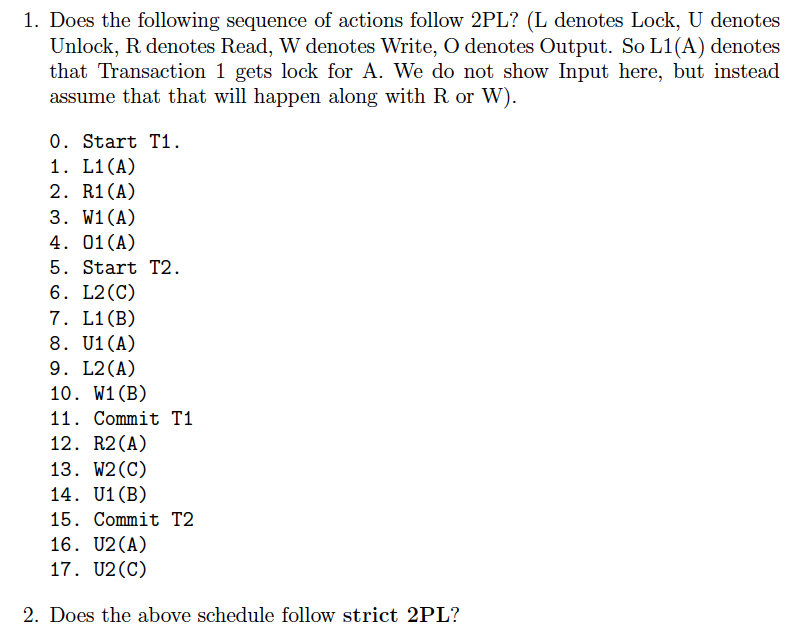 1. Does the following sequence of actions follow 2PL? (L denotes Lock, U denotes
Unlock, R denotes Read, W denotes Write, O denotes Output. So L1(A) denotes
that Transaction 1 gets lock for A. We do not show Input here, but instead
assume that that will happen along with R or W).
0. Start T1.
1. L1(A)
2. R1(A)
3. W1(A)
4. O1(A)
5. Start T2.
6. L2(C)
7. L1(B)
8. U1(A)
9. L2(A)
10. W1(B)
11. Commit T1
12. R2(A)
13. W2(C)
14. U1(B)
15. Commit T2
16. U2(A)
17. U2(C)
2. Does the above schedule follow strict 2PL?